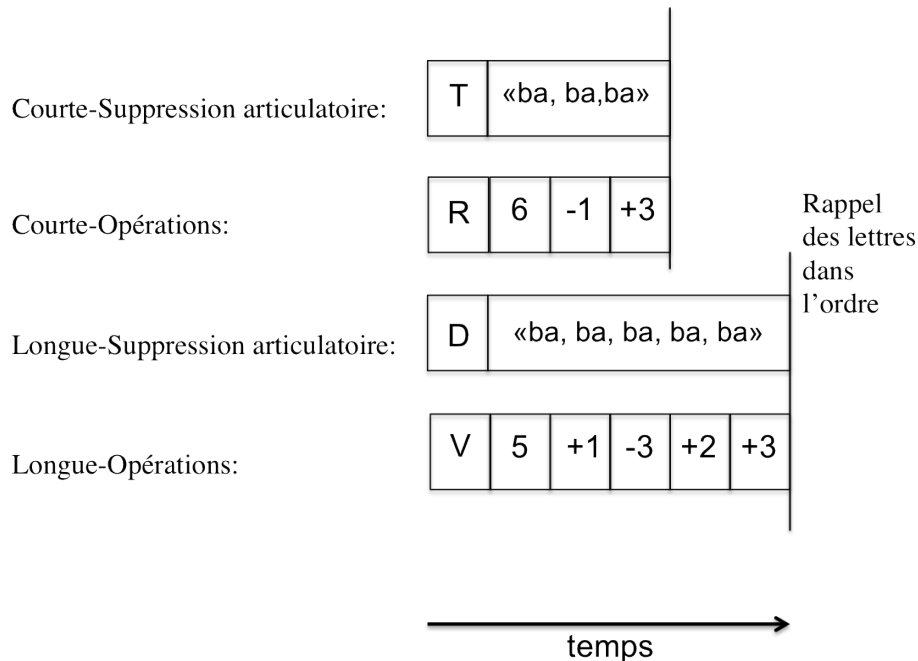 Courte-Suppression articulatoire:
T «ba, ba,ba»
Courte-Opérations:
R 6 -1 +3
Rappel
des lettres
dans
l’ordre
Longue-Suppression articulatoire:
D «ba, ba, ba, ba, ba»
Longue-Opérations:
V 5 +1 -3 +2 +3
temps